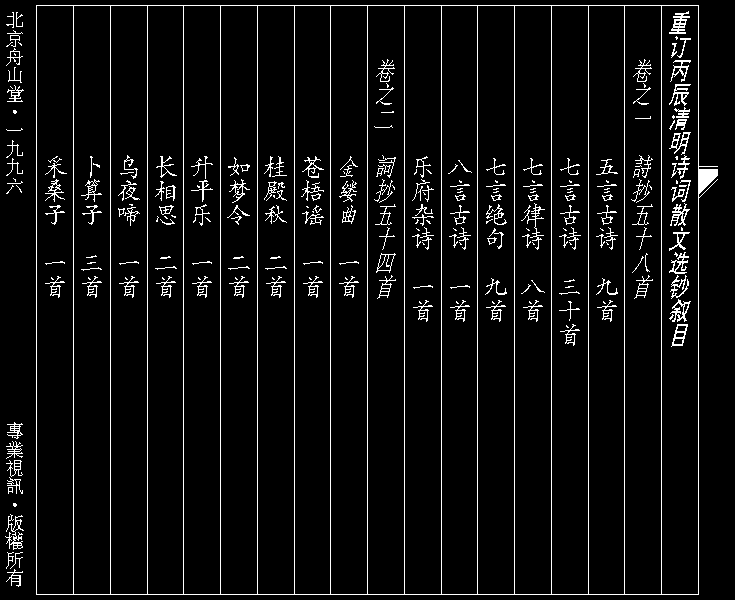 重订丙辰清明诗词散文选钞叙目
卷之一 詩抄五十八首
五言古诗 九首
七言古诗 三十首
七言律诗 八首
七言绝句 九首
八言古诗 一首
乐府杂诗 一首
卷之二 詞抄五十四首
金缕曲 一首
苍梧谣 一首
桂殿秋 二首
如梦令 二首
升平乐 一首
长相思 二首
乌夜啼 一首
卜算子 三首
采桑子 一首
北京舟山堂·一九九六
專業視訊·版權所有